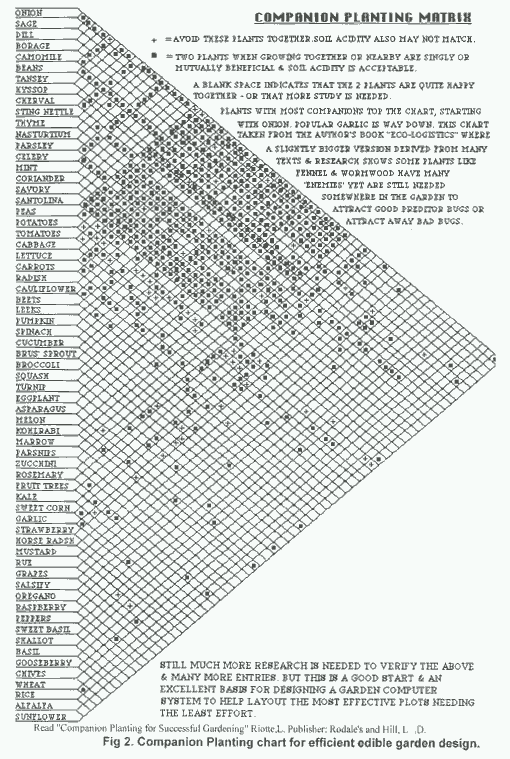 COMPANION PLANTING MATRIX
+ = AVOID THESE PLANTS TOGETHER.SOIL ACIDITY ALSO MAY NOT MATCH.
■ = TWO PLANTS WHEN GROWING TOGETHER OR NEARBY ARE SINGLY OR
MUTUALLY BENEFICIAL & SOIL ACIDITY IS ACCEPTABLE.
A BLANK SPACE INDICATES THAT THE 2 PLANTS ARE QUITE HAPPY
TOGETHER - OR THAT MORE STUDY IS NEEDED.
PLANTS WITH MOST COMPANIONS TOP THE CHART, STARTING
WITH ONION. POPULAR GARLIC IS WAY DOWN. THIS CHART
TAKEN FROM THE AUTHOR'S BOOK "ECO-LOGISTICS" WHERE
A SLIGHTLY BIGGER VERSION DERIVED FROM MANY
TEXTS & RESEARCH SHOWS SOME PLANTS LIKE
FENNEL & WORMWOOD HAVE MANY
'ENEMIES' YET ARE STILL NEEDED
SOMEWHERE IN THE GARDEN TO
ATTRACT GOOD PREDITOR BUGS OR
ATTRACT AWAY BAD BUGS.
ONION
SAGE
DILL
BORAGE
CAMOMILE
BEANS
TANSEY
HYSSOP
CHERVAL
STING NETTLE
THYME
NASTURTIUM
PARSLEY
CELERY
MINT
CORIANDER
SAVORY
SANTOLINA
PEAS
POTATOES
TOMATOES
CABBAGE
LETTUCE
CARROTS
RADISH
CAULIFLOWER
BEETS
LEEKS
PUMPKIN
SPINACH
CUCUMBER
BRUS' SPROUT
BROCCOLI
SQUASH
TURNIP
EGGPLANT
ASPARAGUS
MELON
KOHLRABI
MARROW
PARSNIPS
ZUCCHINI
ROSEMARY
FRUIT TREES
KALE
SWEET CORN
GARLIC
STRAWBERRY
HORSE RADSH
MUSTARD
RUE
GRAPES
SALSIFY
OREGANO
RASPBERRY
PEPPERS
SWEET BASIL
SHALLOT
BASIL
GOOSEBERRY
CHIVES
WHEAT
RICE
ALFALFA
SUNFLOWER
STILL MUCH MORE RESEARCH IS NEEDED TO VERIFY THE ABOVE
& MANY MORE ENTRIES. BUT THIS IS A GOOD START & AN
EXCELLENT BASIS FOR DESIGNING A GARDEN COMPUTER
SYSTEM TO HELP LAYOUT THE MOST EFFECTIVE PLOTS NEEDING
THE LEAST EFFORT.
Read "Companion Planting for Successful Gardening" Riotte,L. Publisher: Rodale's and Hill, L .D.
Fig 2. Companion Planting chart for efficient edible garden design.